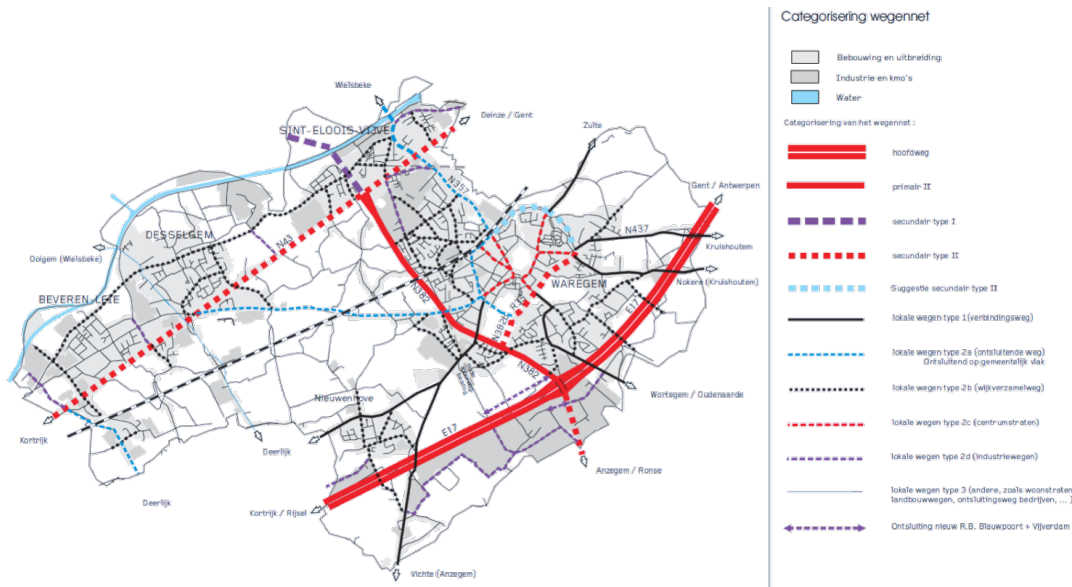 Categorisering wegennet
Bebouwing en uitbreiding
Industrie en kmo's
Water
Categorisering van het wegennet :
hoofdweg
primair II
secundair type I
secundair type II
Suggestie secundair type II
lokale wegen type 1 (verbindingsweg)
lokale wegen type 2a (ontsluitende weg)
Ontsluitend op gemeentelijk vlak
lokale wegen type 2b (wijkverzamelweg)
lokale wegen type 2c (centrumstraten)
lokale wegen type 2d (industriewegen)
lokale wegen type 3 (andere, zoals woonstraten
landbouwwegen, ontsluitingsweg bedrijven, ... )
Ontsluiting nieuw R.B. Blauwpoort + Vijverdam
Wielsbeke
Deinze / Gent
SINT-ELOOIS-VIJVE
Zulte
Gent / Antwerpen
N357
N437
Kruishoutem
DESSELGEM
N43
Ooigem (Wielsbeke)
Nokere (Kruishoutem)
WAREGEM
N382
E17
BEVEREN-LEIE
N382
Nieuwenhove
Wortegem / Oudenaarde
E17
Kortrijk
Deerlijk
Anzegem / Ronse
Deerlijk
Kortrijk / Rijsel
Vichte (Anzegem)